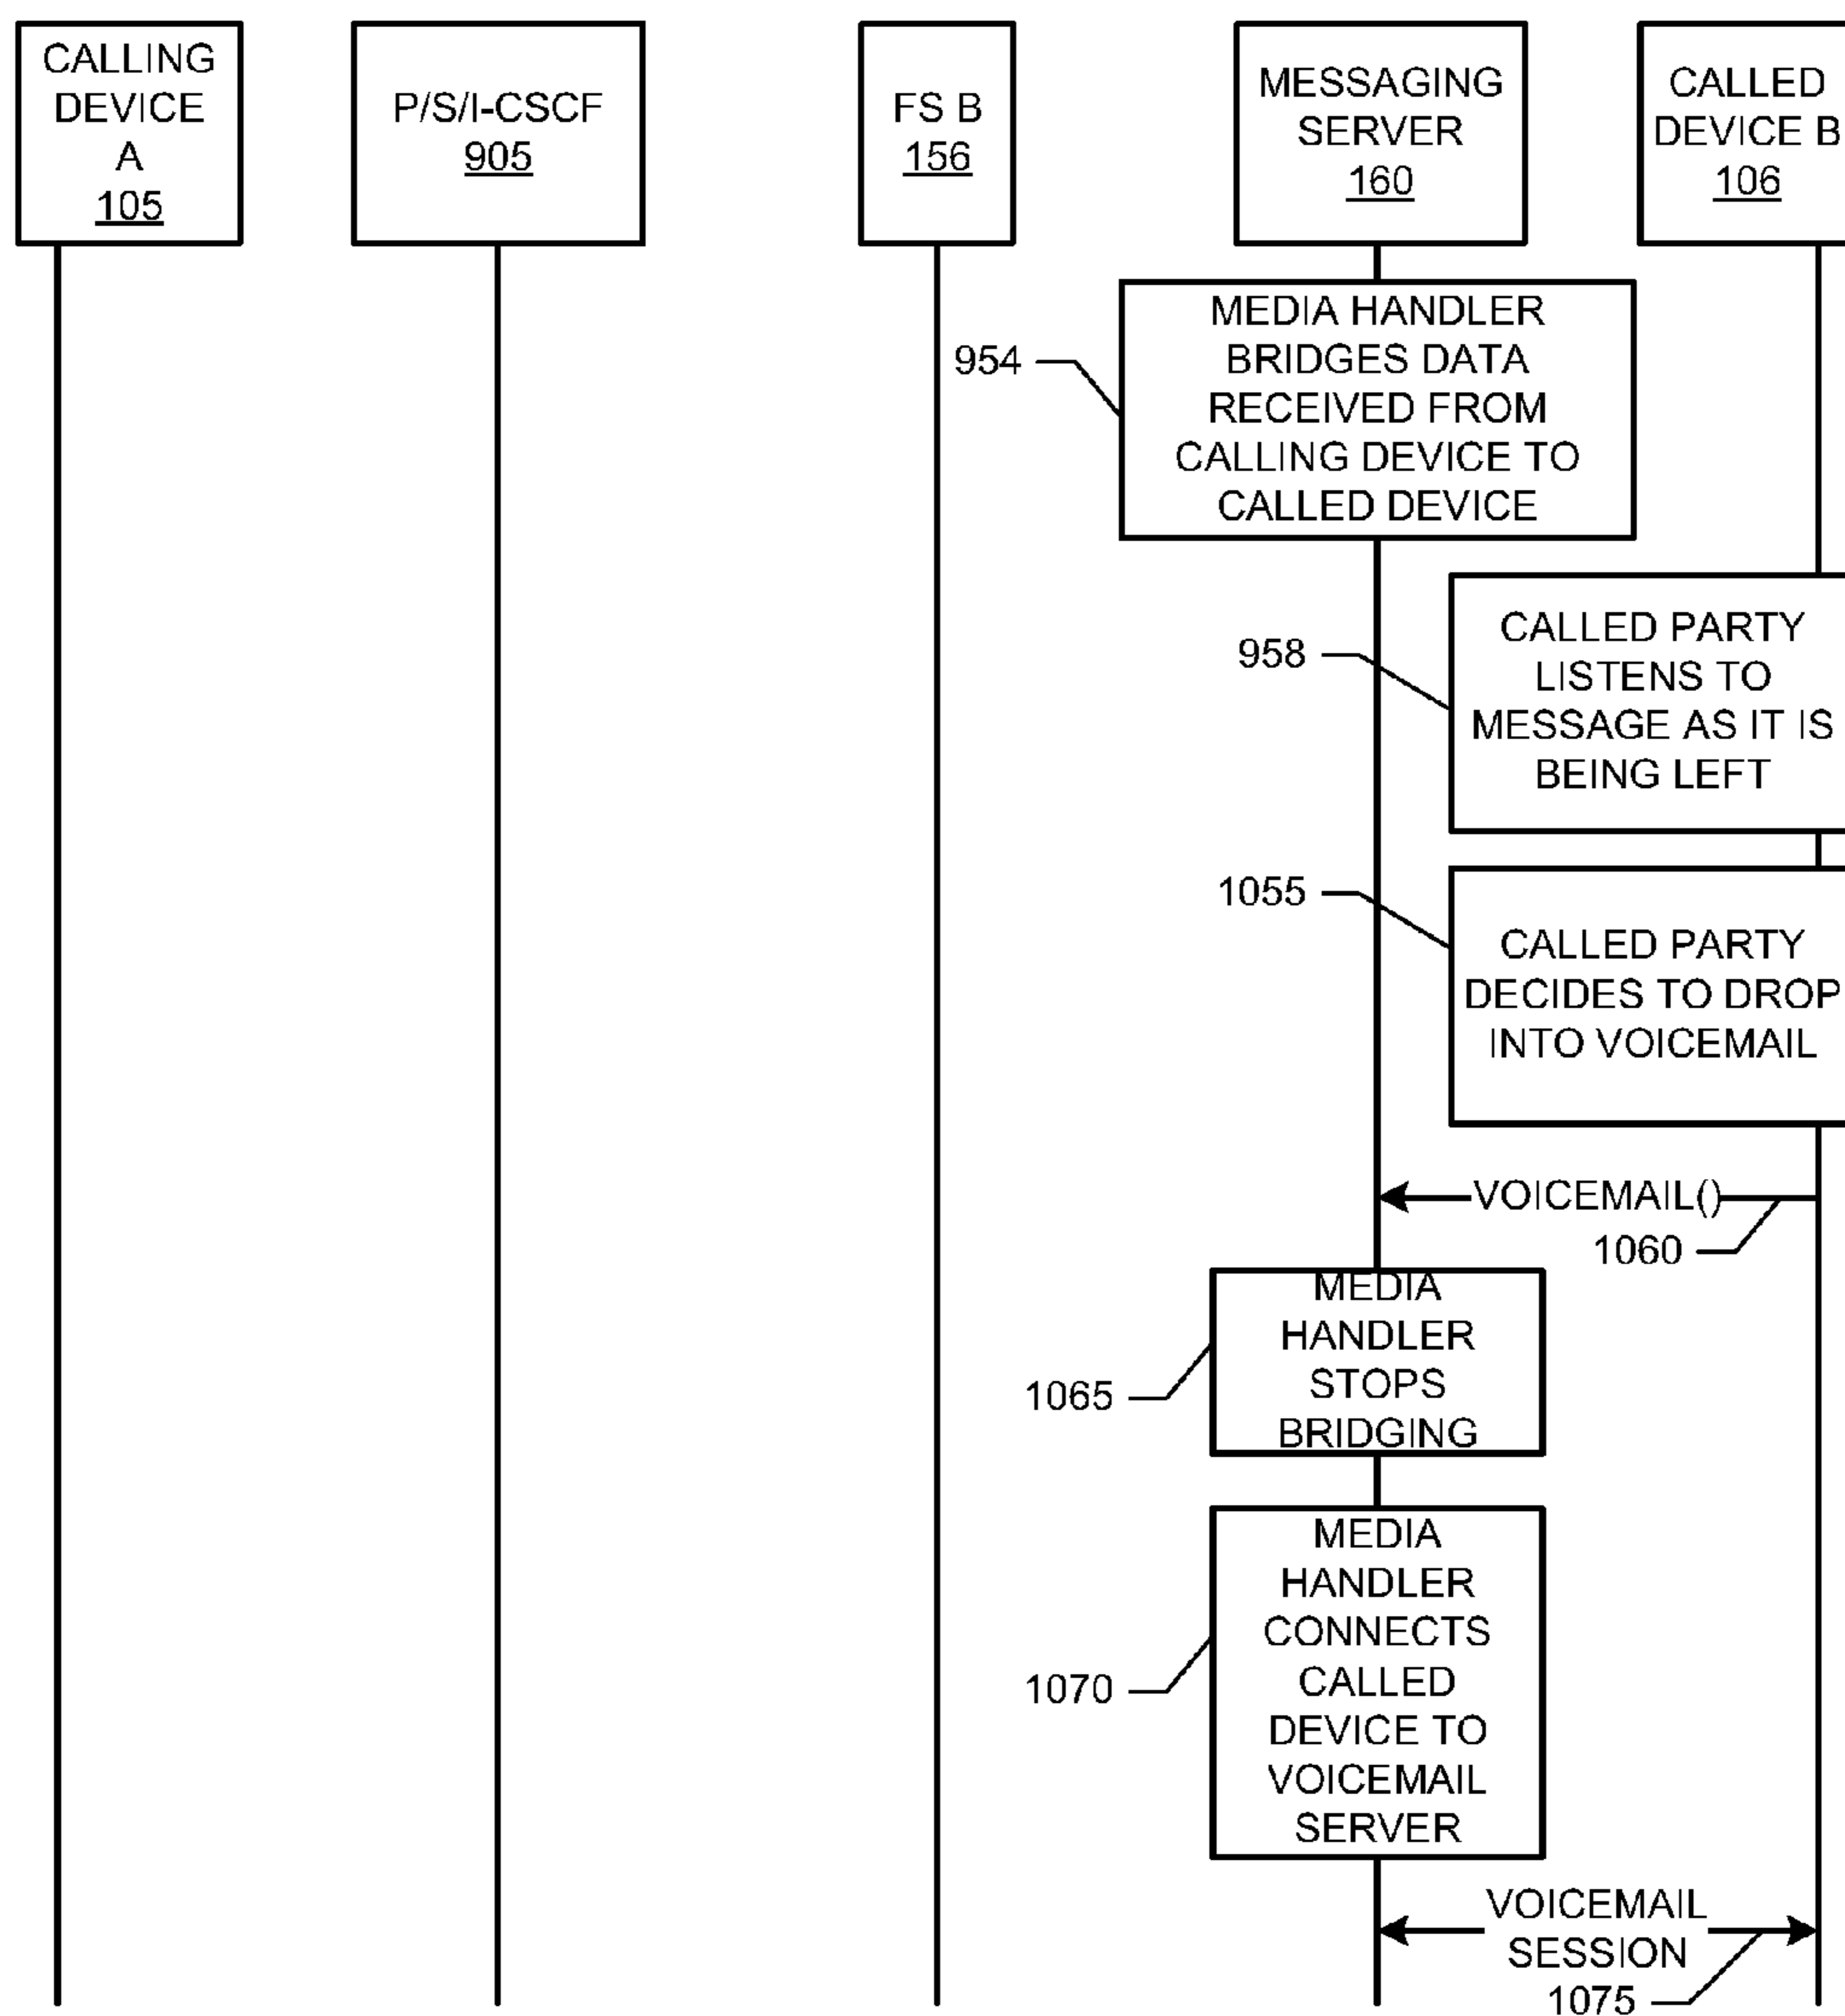 CALLING
DEVICE
A
105
P/S/I-CSCF
905
FS B
156
MESSAGING
SERVER
160
CALLED
DEVICE B
106
954
MEDIA HANDLER
BRIDGES DATA
RECEIVED FROM
CALLING DEVICE TO
CALLED DEVICE
958
CALLED PARTY
LISTENS TO
MESSAGE AS IT IS
BEING LEFT
1055
CALLED PARTY
DECIDES TO DROP
INTO VOICEMAIL
VOICEMAIL()
1060
MEDIA
HANDLER
STOPS
BRIDGING
1065
MEDIA
HANDLER
CONNECTS
CALLED
DEVICE TO
VOICEMAIL
SERVER
1070
VOICEMAIL
SESSION
1075